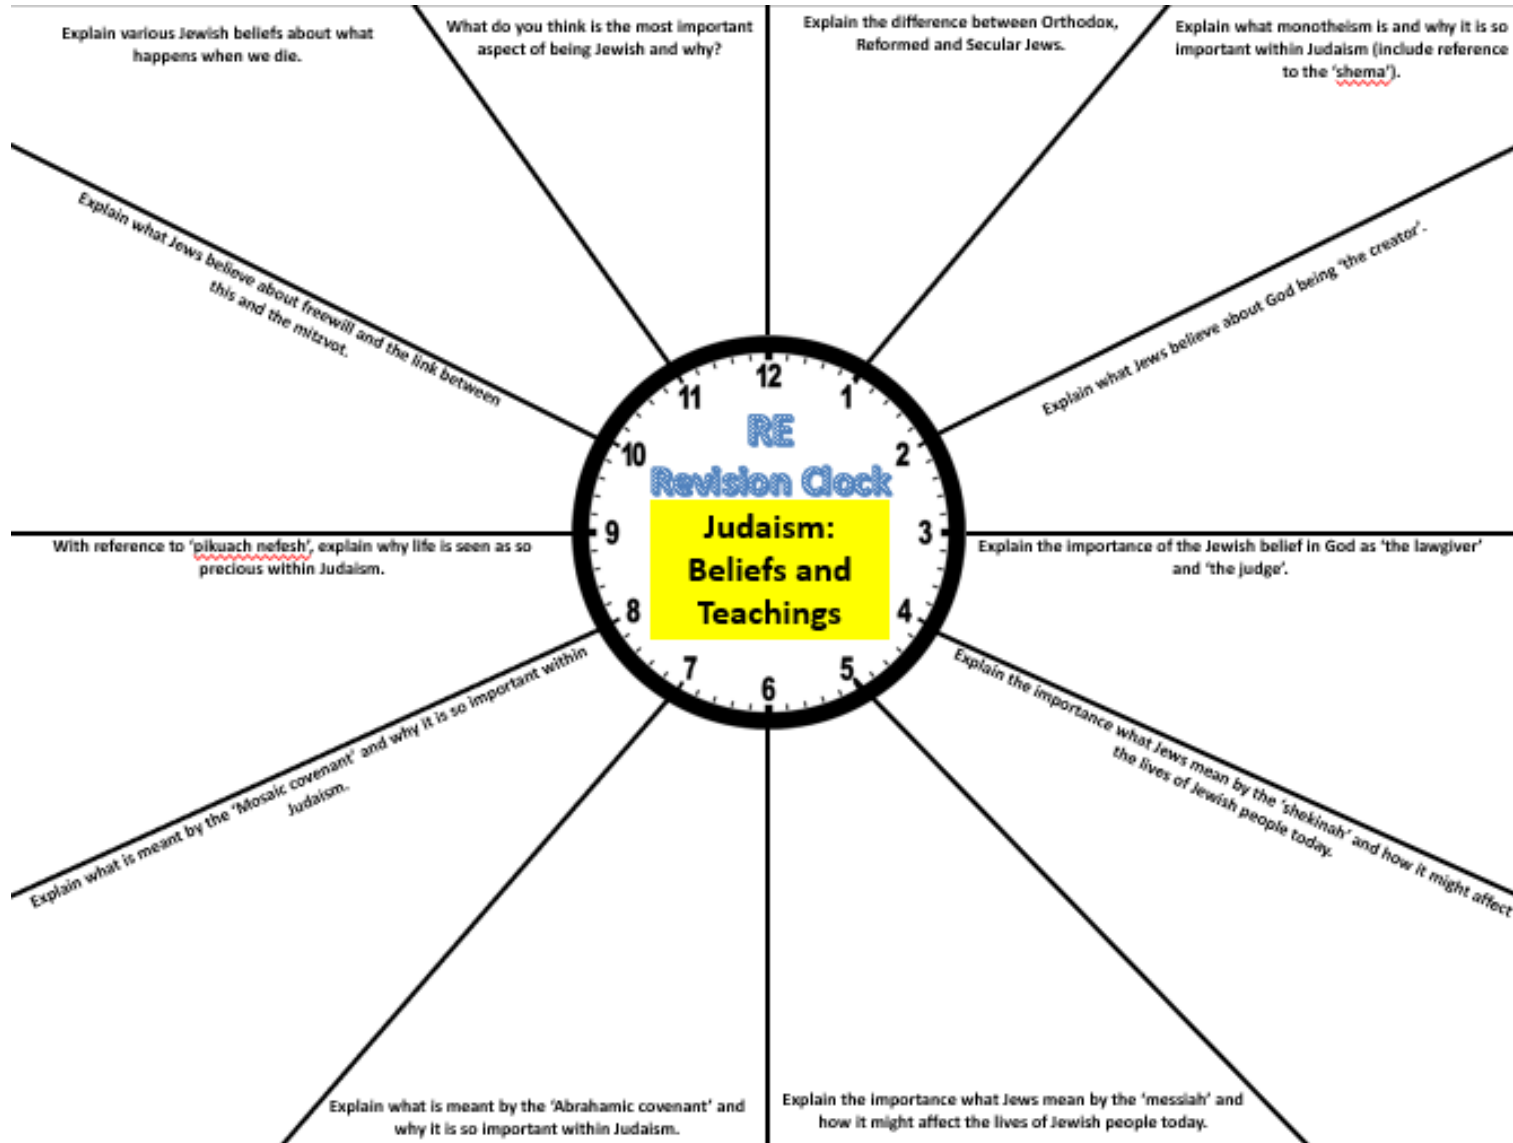 Explain various Jewish beliefs about what
happens when we die.
What do you think is the most important
aspect of being Jewish and why?
Explain the difference between Orthodox,
Reformed and Secular Jews.
Explain what monotheism is and why it is so
important within Judaism (include reference
to the ‘shema’).
Explain what Jews believe about God being ‘the creator’.
Explain the importance of the Jewish belief in God as ‘the lawgiver’
and ‘the judge’.
Explain the importance what Jews mean by the ‘shekinah’ and how it might affect
the lives of Jewish people today.
Explain the importance what Jews mean by the ‘messiah’ and
how it might affect the lives of Jewish people today.
Explain what is meant by the ‘Abrahamic covenant’ and
why it is so important within Judaism.
Explain what is meant by the ‘Mosaic covenant’ and why it is so important within
Judaism.
With reference to ‘pikuach nefesh’, explain why life is seen as so
precious within Judaism.
Explain what Jews believe about freewill and the link between
this and the mitzvot.
12
1
2
3
4
5
6
7
8
9
10
11
RE
Revision Clock
Judaism:
Beliefs and
Teachings